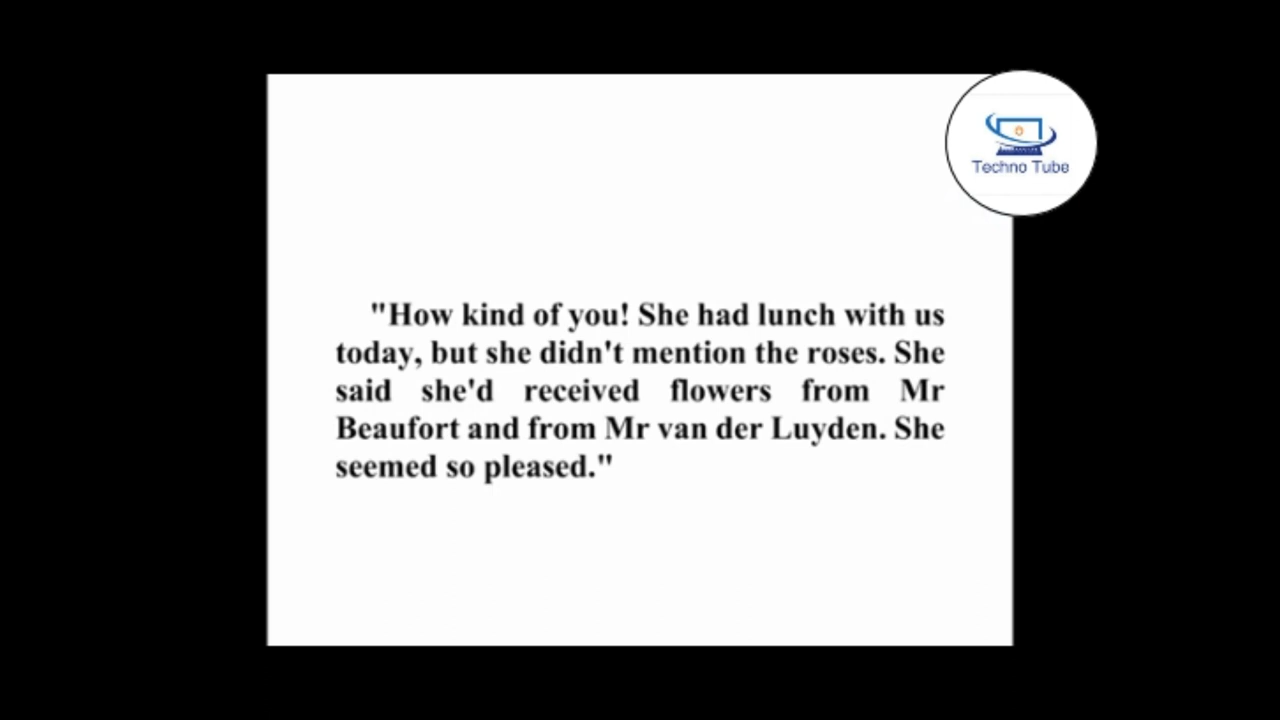 Techno Tube
"How kind of you! She had lunch with us
today, but she didn't mention the roses. She
said she'd received flowers from Mr
Beaufort and from Mr van der Luyden. She
seemed so pleased."